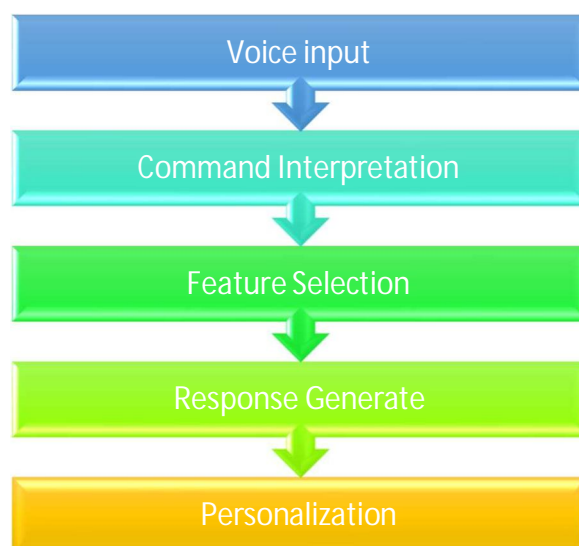 Voice input
Command Interpretation
Feature Selection
Response Generate
Personalization